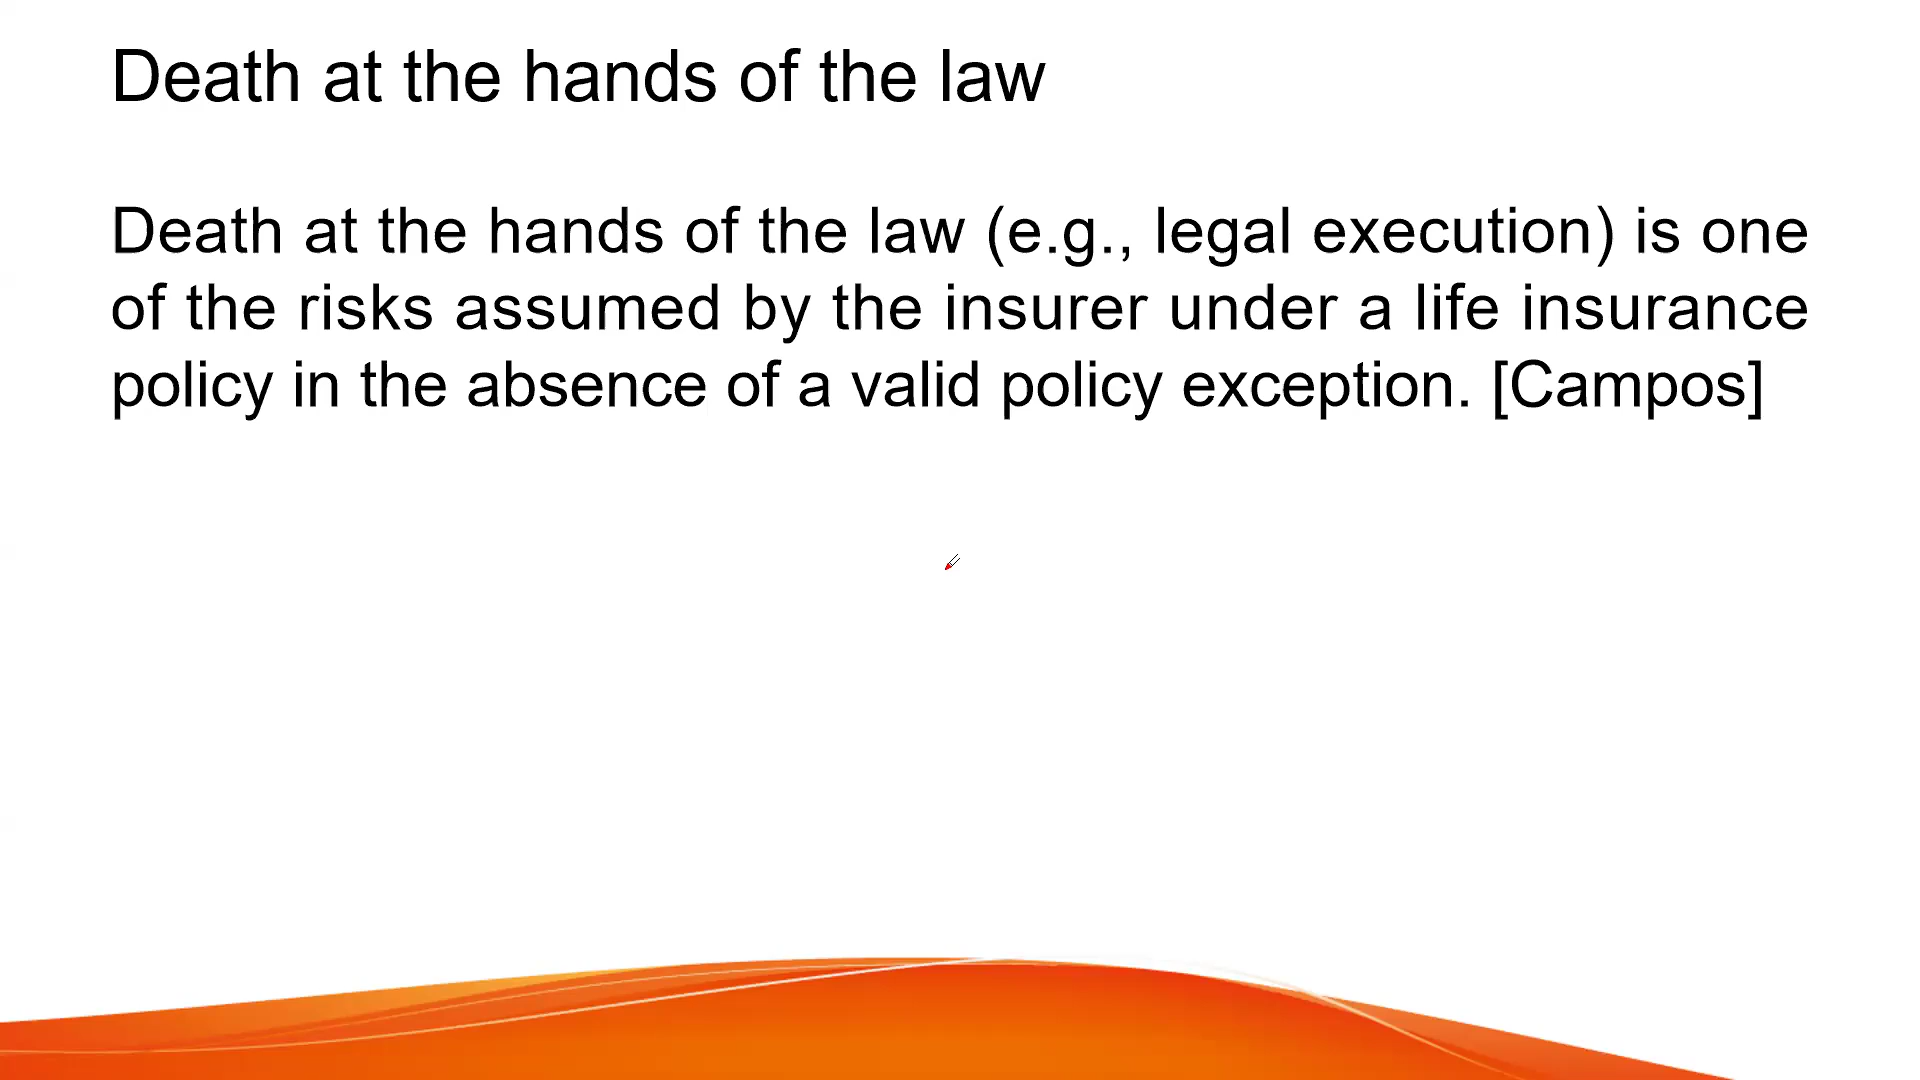 Death at the hands of the law
Death at the hands of the law (e.g., legal execution) is one
of the risks assumed by the insurer under a life insurance
policy in the absence of a valid policy exception. [Campos]